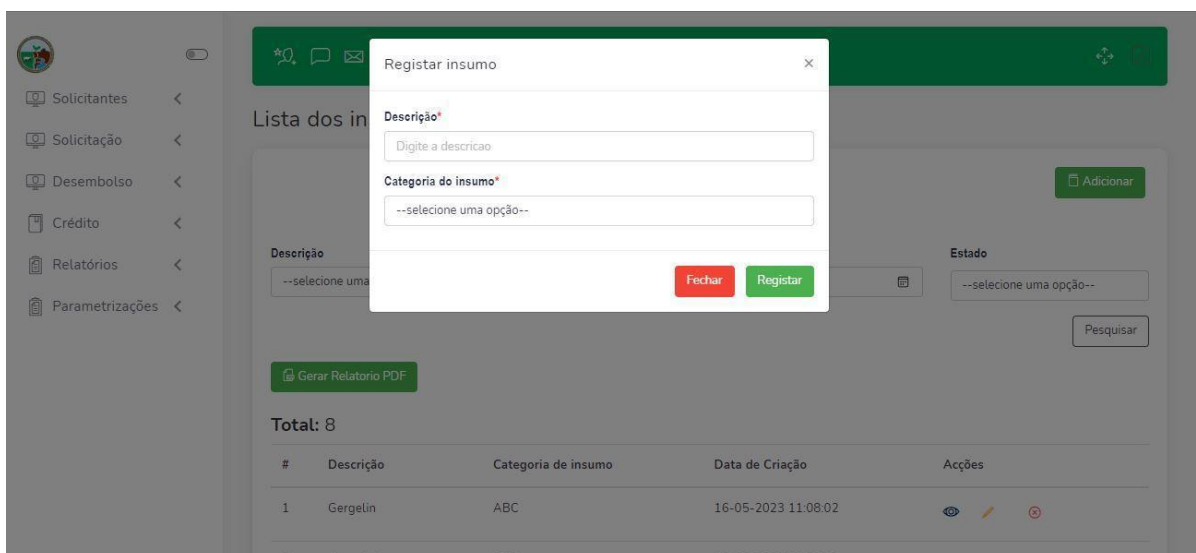 Solicitantes
Solicitação
Desembolso
Crédito
Relatórios
Parametrizações
Registar insumo
Descrição*
Digite a descricao
Categoria do insumo*
--selecione uma opção--
Fechar
Registar
Lista dos in
Adicionar
Descrição
--selecione uma
Estado
--selecione uma opção--
Pesquisar
Gerar Relatorio PDF
Total: 8
# Descrição Categoria de insumo Data de Criação Acções
1 Gergelin ABC 16-05-2023 11:08:02